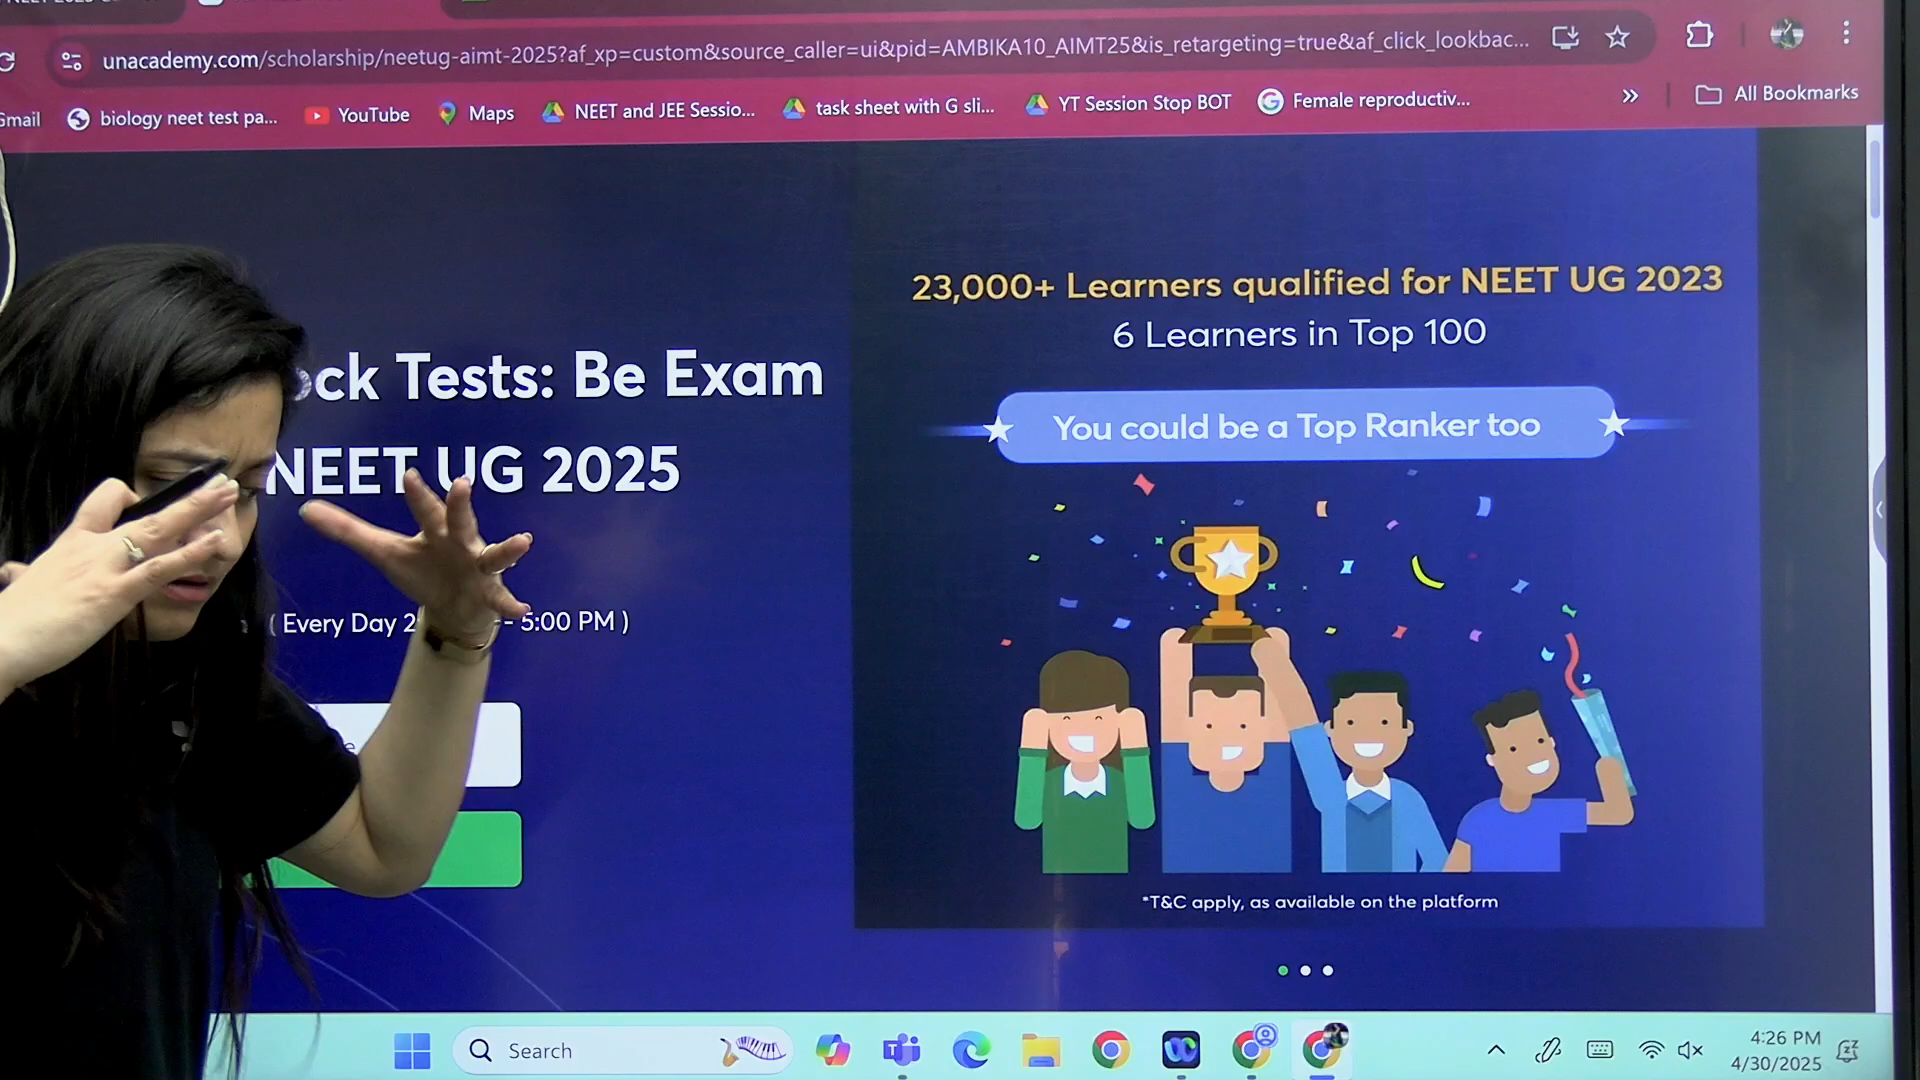 unacademy.com/scholarship/neetug-aimt-2025?af_xp=custom&source_caller=ui&pid=AMBIKA10_AIMT25&is_retargeting=true&af_click_lookbac...
Gmail biology neet test pa... YouTube Maps NEET and JEE Sessio... task sheet with G sli... YT Session Stop BOT Female reproductiv... » All Bookmarks
Tests: Be Exam
NEET UG 2025
( Every Day - 5:00 PM )
23,000+ Learners qualified for NEET UG 2023
6 Learners in Top 100
You could be a Top Ranker too
*T&C apply, as available on the platform
Search
4:26 PM
4/30/2025